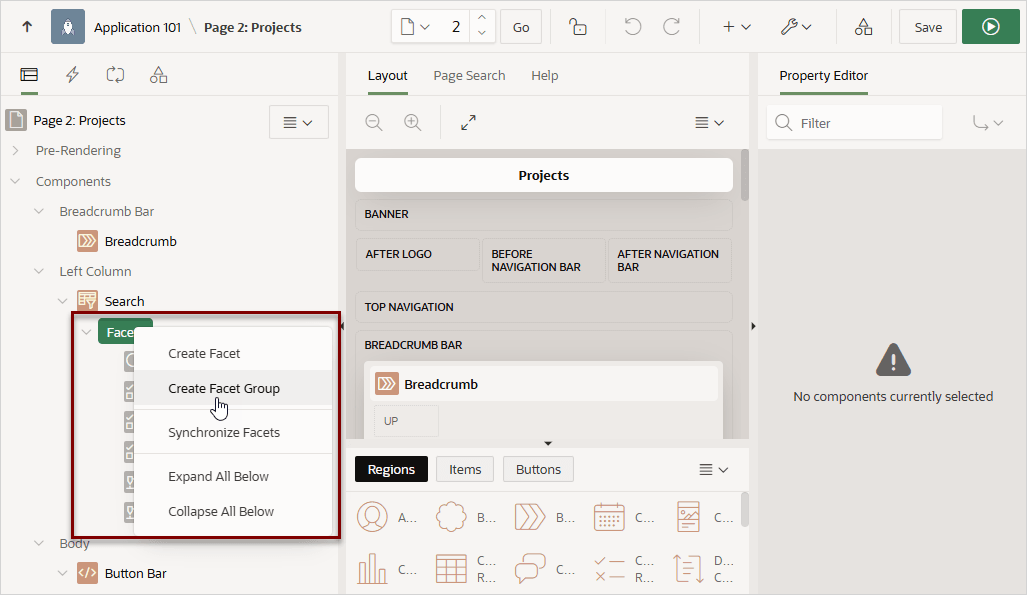 Application 101 \ Page 2: Projects
2
Go
Save
Layout
Page Search
Help
Property Editor
Page 2: Projects
Filter
Pre-Rendering
Components
Breadcrumb Bar
Breadcrumb
Left Column
Search
Face
Create Facet
Create Facet Group
Synchronize Facets
Expand All Below
Collapse All Below
Body
Button Bar
Projects
BANNER
AFTER LOGO
BEFORE
NAVIGATION BAR
AFTER NAVIGATION
BAR
TOP NAVIGATION
BREADCRUMB BAR
Breadcrumb
UP
Regions
Items
Buttons
A...
B...
B...
C...
C...
C...
C...
R...
C...
C...
R...
D...
C...
No components currently selected